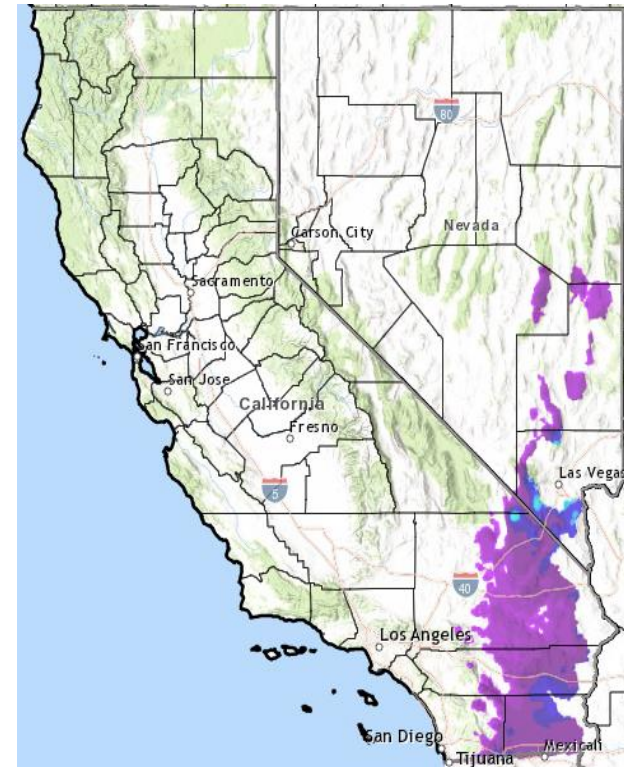 80
Nevada
Carson City
Sacramento
San Francisco
San Jose
California
Fresno
5
Las Vegas
40
Los Angeles
San Diego
Mexicali
Tijuana